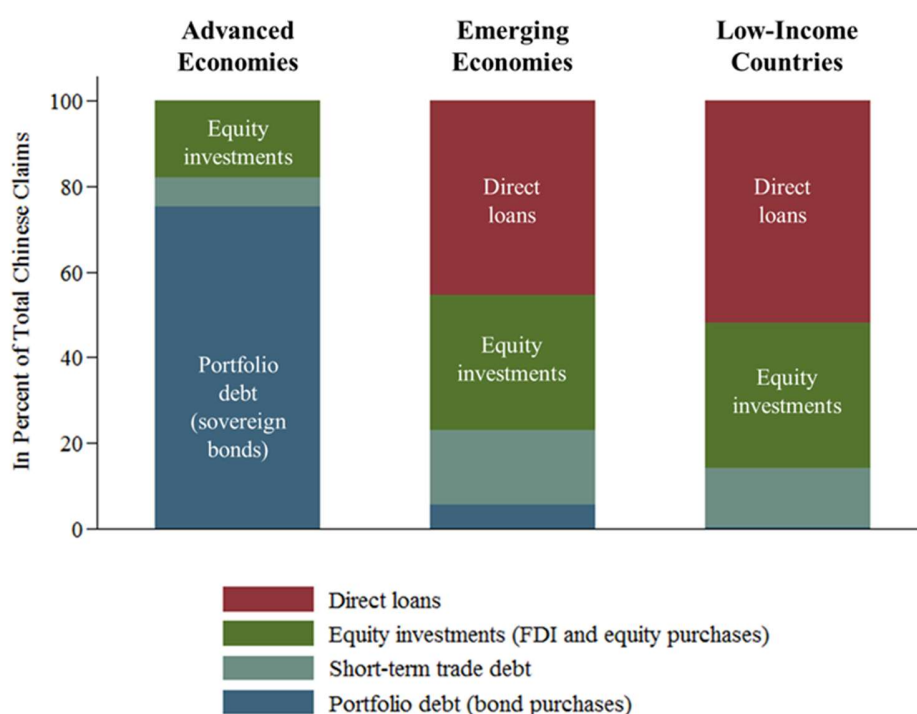 Advanced
Economies
Emerging
Economies
Low-Income
Countries
In Percent of Total Chinese Claims
100
80
60
40
20
0
Equity
investments
Portfolio
debt
(sovereign
bonds)
Direct
loans
Equity
investments
Direct
loans
Equity
investments
Direct loans
Equity investments (FDI and equity purchases)
Short-term trade debt
Portfolio debt (bond purchases)